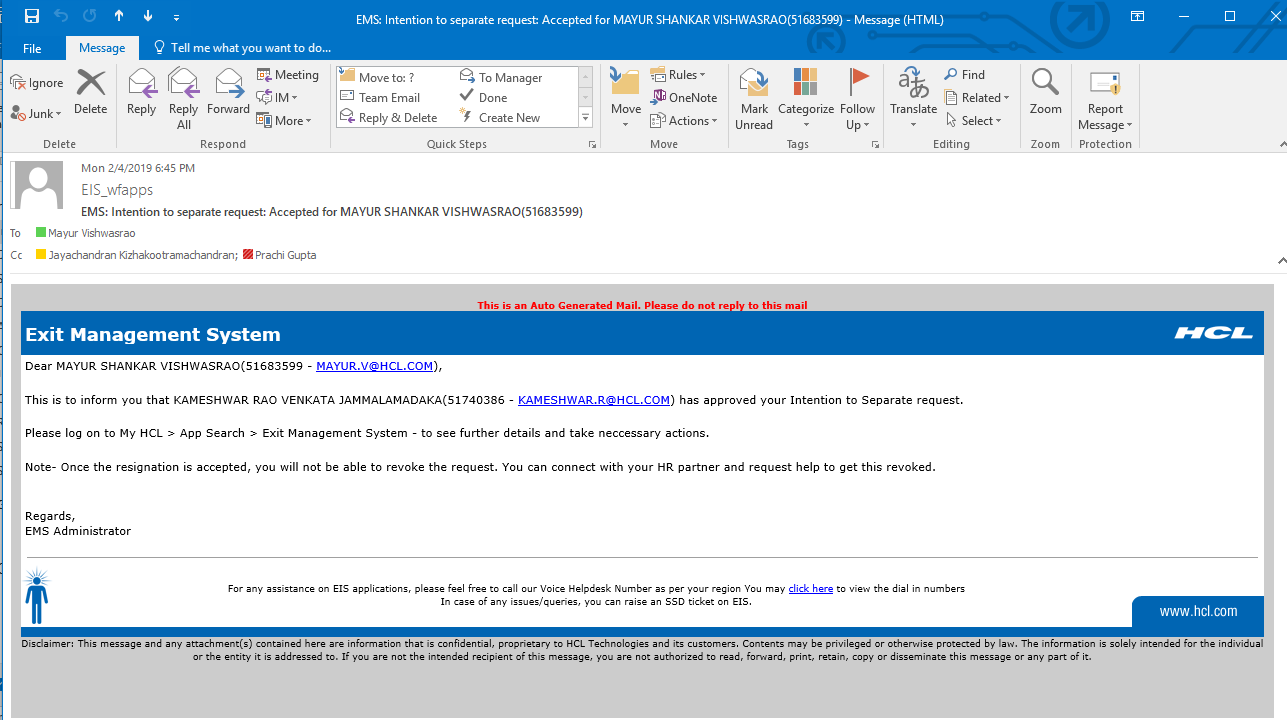 EMS: Intention to separate request: Accepted for MAYUR SHANKAR VISHWASRAO(51683599) - Message (HTML)
File Message Tell me what you want to do...
Ignore
Junk
Delete
Reply
Reply All
Forward
Meeting
IM
More
Move to: ?
Team Email
Reply & Delete
To Manager
Done
Create New
Move
Rules
OneNote
Actions
Mark Unread
Categorize
Follow Up
Translate
Find
Related
Select
Zoom
Report Message
Delete Respond Quick Steps Move Tags Editing Zoom Protection
Mon 2/4/2019 6:45 PM
EIS_wfapps
EMS: Intention to separate request: Accepted for MAYUR SHANKAR VISHWASRAO(51683599)
To Mayur Vishwasrao
Cc Jayachandran Kizhakootramachandran; Prachi Gupta
This is an Auto Generated Mail. Please do not reply to this mail
Exit Management System HCL
Dear MAYUR SHANKAR VISHWASRAO(51683599 - MAYUR.V@HCL.COM),
This is to inform you that KAMESHWAR RAO VENKATA JAMMALAMADAKA(51740386 - KAMESHWAR.R@HCL.COM) has approved your Intention to Separate request.
Please log on to My HCL > App Search > Exit Management System - to see further details and take neccessary actions.
Note- Once the resignation is accepted, you will not be able to revoke the request. You can connect with your HR partner and request help to get this revoked.
Regards,
EMS Administrator
For any assistance on EIS applications, please feel free to call our Voice Helpdesk Number as per your region You may click here to view the dial in numbers
In case of any issues/queries, you can raise an SSD ticket on EIS.
www.hcl.com
Disclaimer: This message and any attachment(s) contained here are information that is confidential, proprietary to HCL Technologies and its customers. Contents may be privileged or otherwise protected by law. The information is solely intended for the individual
or the entity it is addressed to. If you are not the intended recipient of this message, you are not authorized to read, forward, print, retain, copy or disseminate this message or any part of it.